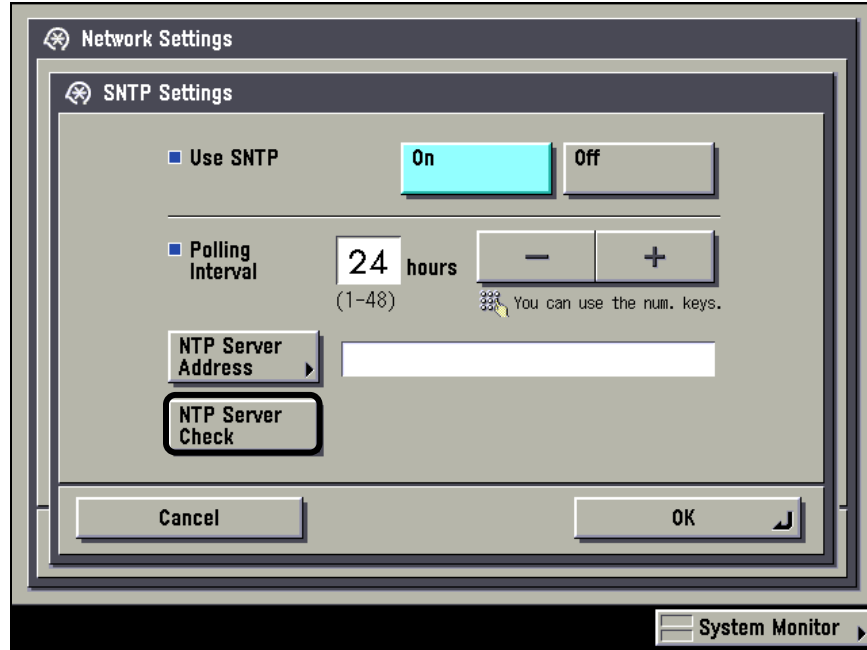 Network Settings
SNTP Settings
Use SNTP
On
Off
Polling
Interval
24 hours
(1-48)
− +
You can use the num. keys.
NTP Server
Address
NTP Server
Check
Cancel
OK
System Monitor